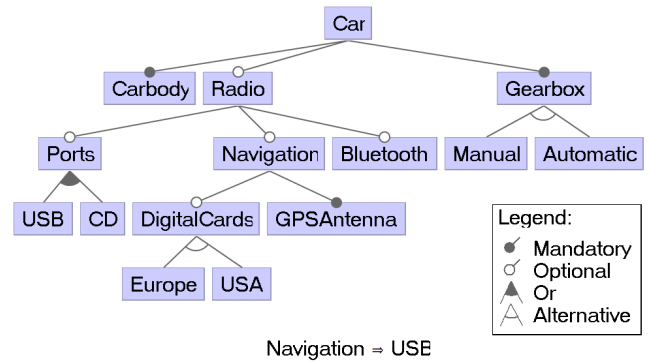 Car
Carbody Radio Gearbox
Ports Navigation Bluetooth Manual Automatic
USB CD DigitalCards GPSAntenna
Europe USA
Legend:
Mandatory
Optional
Or
Alternative
Navigation ⇒ USB